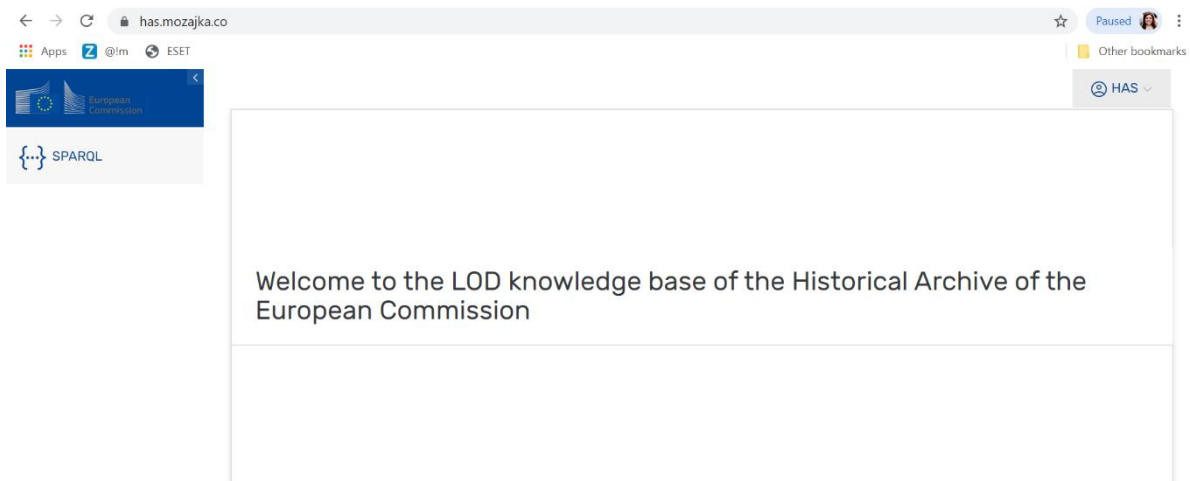 has.mozajka.co
Paused
Apps
Z
@!m
ESET
Other bookmarks
European
Commission
HAS
{...} SPARQL
Welcome to the LOD knowledge base of the Historical Archive of the
European Commission